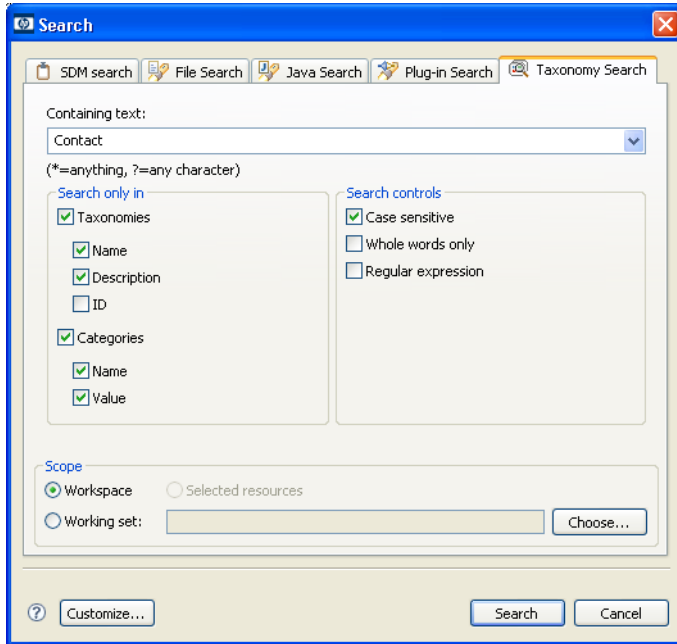 Search
SDM search File Search Java Search Plug-in Search Taxonomy Search
Containing text:
Contact
(*=anything, ?=any character)
Search only in
Taxonomies
Name
Description
ID
Categories
Name
Value
Search controls
Case sensitive
Whole words only
Regular expression
Scope
Workspace Selected resources
Working set: Choose...
? Customize... Search Cancel